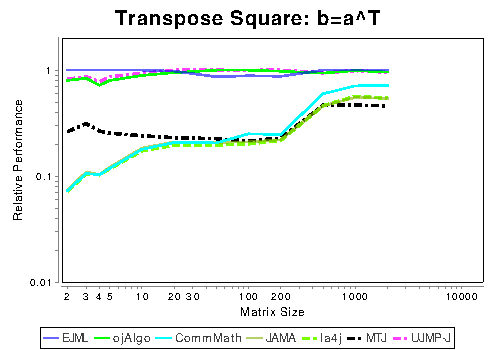 Transpose Square: b=a^T
Relative Performance
1
0.1
0.01
2 3 4 5 10 20 30 100 200 1000 10000
Matrix Size
EJML ojAlgo CommMath JAMA la4j MTJ UJMP-J